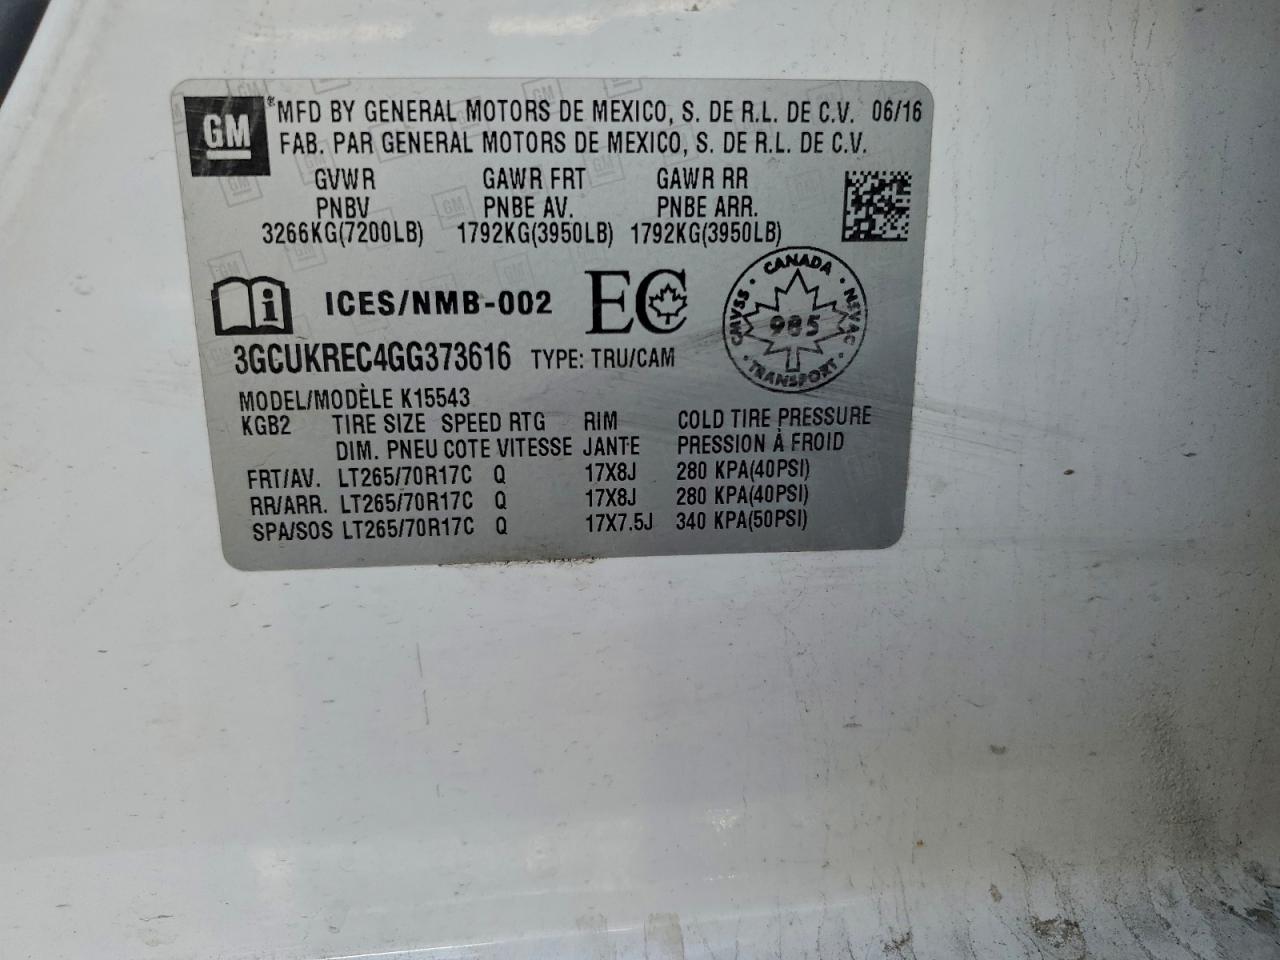 GM
® MFD BY GENERAL MOTORS DE MEXICO, S. DE R.L. DE C.V. 06/16
FAB. PAR GENERAL MOTORS DE MEXICO, S. DE R.L. DE C.V.
GVWR GAWR FRT GAWR RR
PNBV PNBE AV. PNBE ARR.
3266KG(7200LB) 1792KG(3950LB) 1792KG(3950LB)
i ICES/NMB-002 EC
CANADA
CMVSS 985 NSVAC
TRANSPORT
3GCUKREC4GG373616 TYPE: TRU/CAM
MODEL/MODÈLE K15543
KGB2 TIRE SIZE SPEED RTG RIM COLD TIRE PRESSURE
DIM. PNEU COTE VITESSE JANTE PRESSION À FROID
FRT/AV. LT265/70R17C Q 17X8J 280 KPA(40PSI)
RR/ARR. LT265/70R17C Q 17X8J 280 KPA(40PSI)
SPA/SOS LT265/70R17C Q 17X7.5J 340 KPA(50PSI)